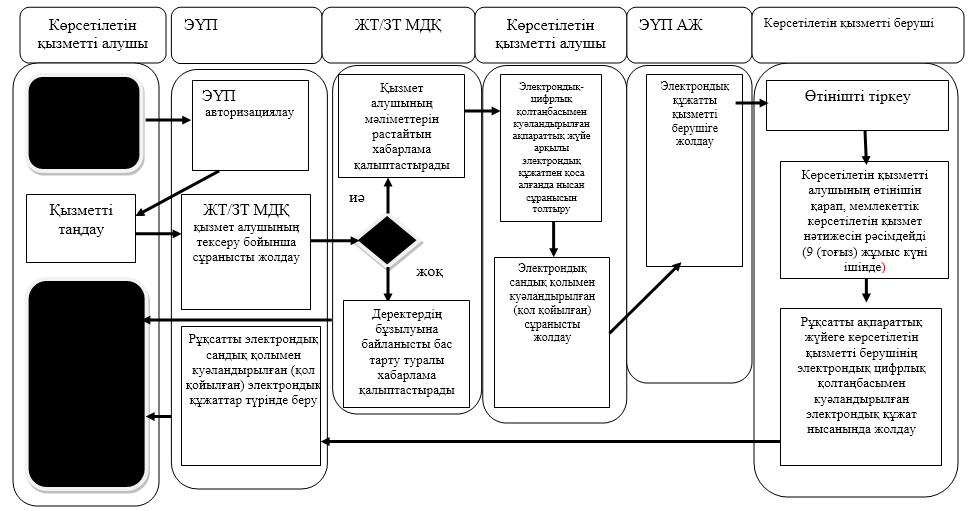 Көрсетілетін
қызметті алушы
ЭҮП
ЖТ/ЗТ МДҚ
Көрсетілетін
қызметті алушы
ЭҮП АЖ
Көрсетілетін қызметті беруші
ЭҮП
авторизациялау
Қызметті
таңдау
ЖТ/ЗТ МДҚ
қызмет алушының
тексеру бойынша
сұранысты жолдау
Рұқсатты электрондық
сандық қолымен
куәландырылған (қол
қойылған) электрондық
құжаттар түрінде беру
Қызмет
алушының
мәліметтерін
растайтын
хабарлама
қалыптастырады
иә
жоқ
Деректердің
бұзылуына
байланысты бас
тарту туралы
хабарлама
қалыптастырады
Электрондық-
цифрлық
қолтанбасымен
куәландырылған
ақпараттық жүйе
арқылы
электрондық
құжатпен қоса
алғанда нысан
сұранысын
толтыру
Электрондық
сандық қолымен
куәландырылған
(қол қойылған)
сұранысты
жолдау
Электрондық
құжатты
қызметті
берушіге
жолдау
Өтінішті тіркеу
Көрсетілетін қызметті
алушының өтінішін
қарап, мемлекеттік
көрсетілетін қызмет
нәтижесін рәсімдейді
(9 (тоғыз) жұмыс күні
ішінде)
Рұқсатты ақпараттық
жүйеге көрсетілетін
қызметті берушінің
электрондық цифрлық
қолтаңбасымен
куәландырылған
электрондық құжат
нысанында жолдау